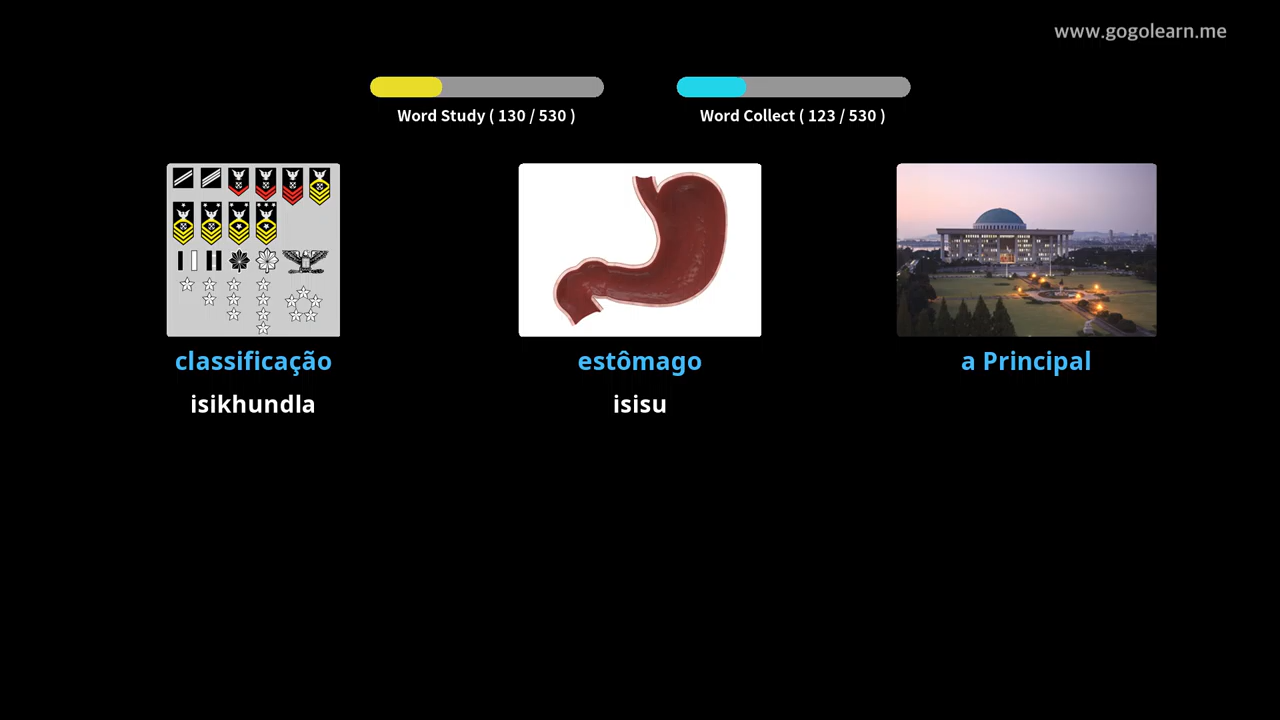 www.gogolearn.me
Word Study ( 130 / 530 )
Word Collect ( 123 / 530 )
classificação
estômago
a Principal
isikhundla
isisu